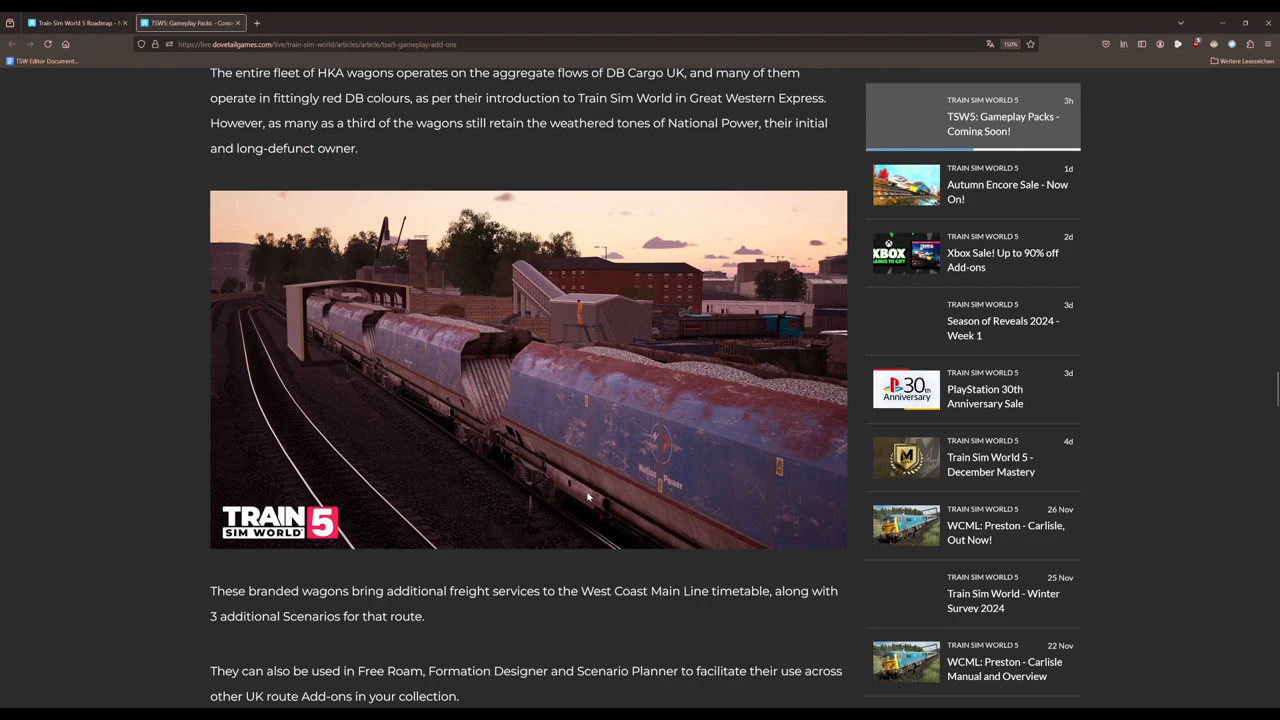 Train Sim World 5 Roadmap - N
TSW5: Gameplay Packs - Comi
https://live.dovetailgames.com/live/train-sim-world/articles/article/tsw5-gameplay-add-ons
150%
TSW Editor Document...
Weitere Lesezeichen
The entire fleet of HKA wagons operates on the aggregate flows of DB Cargo UK, and many of them
operate in fittingly red DB colours, as per their introduction to Train Sim World in Great Western Express.
However, as many as a third of the wagons still retain the weathered tones of National Power, their initial
and long-defunct owner.
National Power
TRAIN
SIM WORLD 5
These branded wagons bring additional freight services to the West Coast Main Line timetable, along with
3 additional Scenarios for that route.
They can also be used in Free Roam, Formation Designer and Scenario Planner to facilitate their use across
other UK route Add-ons in your collection.
TRAIN SIM WORLD 5 3h
TSW5: Gameplay Packs -
Coming Soon!
TRAIN SIM WORLD 5 1d
Autumn Encore Sale - Now
On!
XBOX
TRAIN SIM WORLD 5 2d
Xbox Sale! Up to 90% off
Add-ons
TRAIN SIM WORLD 5 3d
Season of Reveals 2024 -
Week 1
30th
Anniversary
TRAIN SIM WORLD 5 3d
PlayStation 30th
Anniversary Sale
M
TRAIN SIM WORLD 5 4d
Train Sim World 5 -
December Mastery
TRAIN SIM WORLD 5 26 Nov
WCML: Preston - Carlisle,
Out Now!
TRAIN SIM WORLD 5 25 Nov
Train Sim World - Winter
Survey 2024
TRAIN SIM WORLD 5 22 Nov
WCML: Preston - Carlisle
Manual and Overview